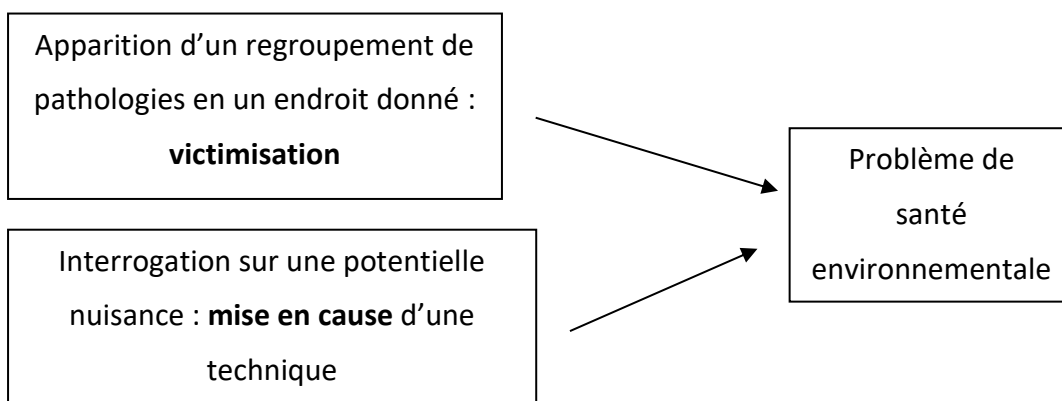 Apparition d’un regroupement de
pathologies en un endroit donné :
victimisation
Interrogation sur une potentielle
nuisance : mise en cause d’une
technique
Problème de
santé
environnementale